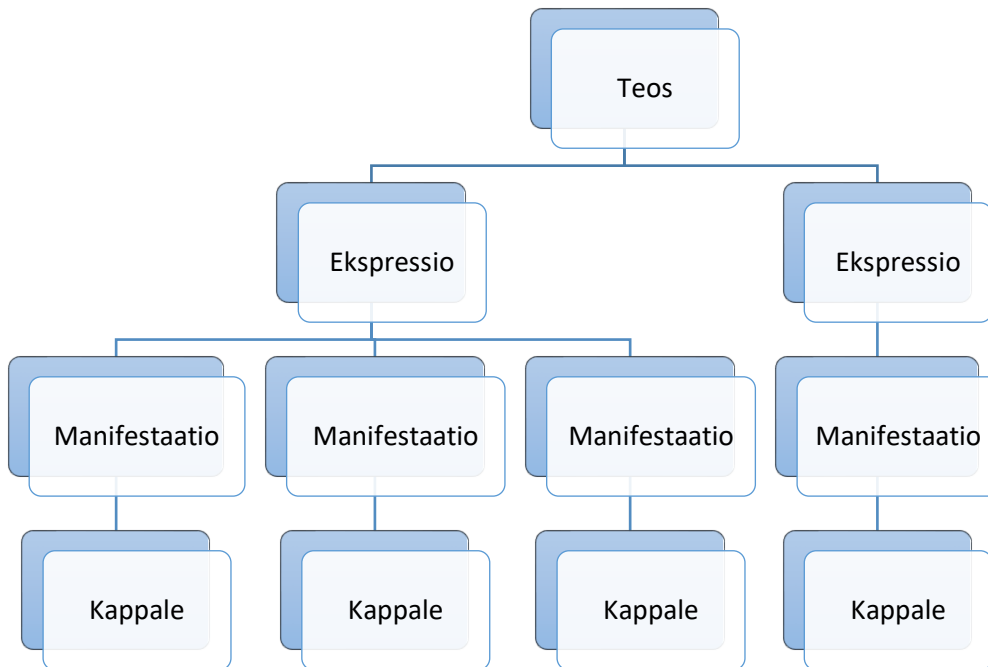 Teos
Ekspressio
Ekspressio
Manifestaatio
Manifestaatio
Manifestaatio
Manifestaatio
Kappale
Kappale
Kappale
Kappale